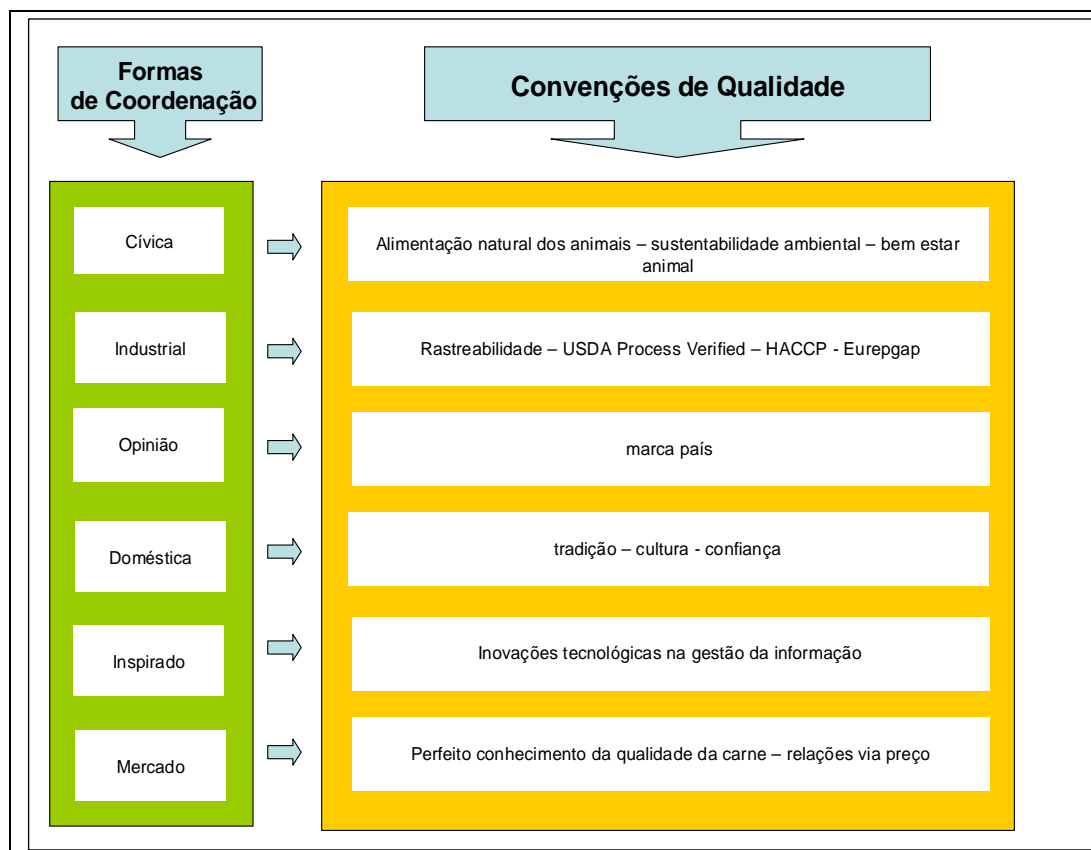 Formas
de Coordenação
Convenções de Qualidade
Cívica
Alimentação natural dos animais – sustentabilidade ambiental – bem estar
animal
Industrial
Rastreabilidade – USDA Process Verified – HACCP - Eurepgap
Opinião
marca país
Doméstica
tradição – cultura - confiança
Inspirado
Inovações tecnológicas na gestão da informação
Mercado
Perfeito conhecimento da qualidade da carne – relações via preço